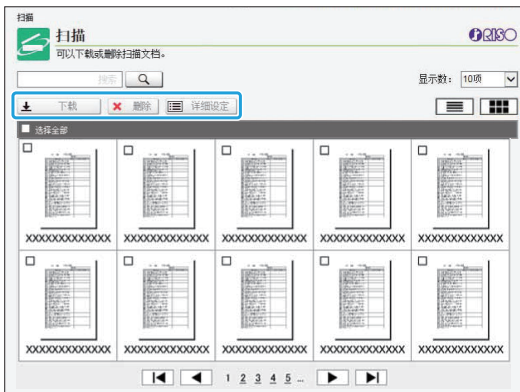 扫描
扫描
RISO
可以下载或删除扫描文档。
搜索
显示数： 10项
下载 删除 详细设定
选择全部
XXXXXXXXXXXXX XXXXXXXXXXXXX XXXXXXXXXXXXX XXXXXXXXXXXXX XXXXXXXXXXXXX
XXXXXXXXXXXXX XXXXXXXXXXXXX XXXXXXXXXXXXX XXXXXXXXXXXXX XXXXXXXXXXXXX
1 2 3 4 5 ...